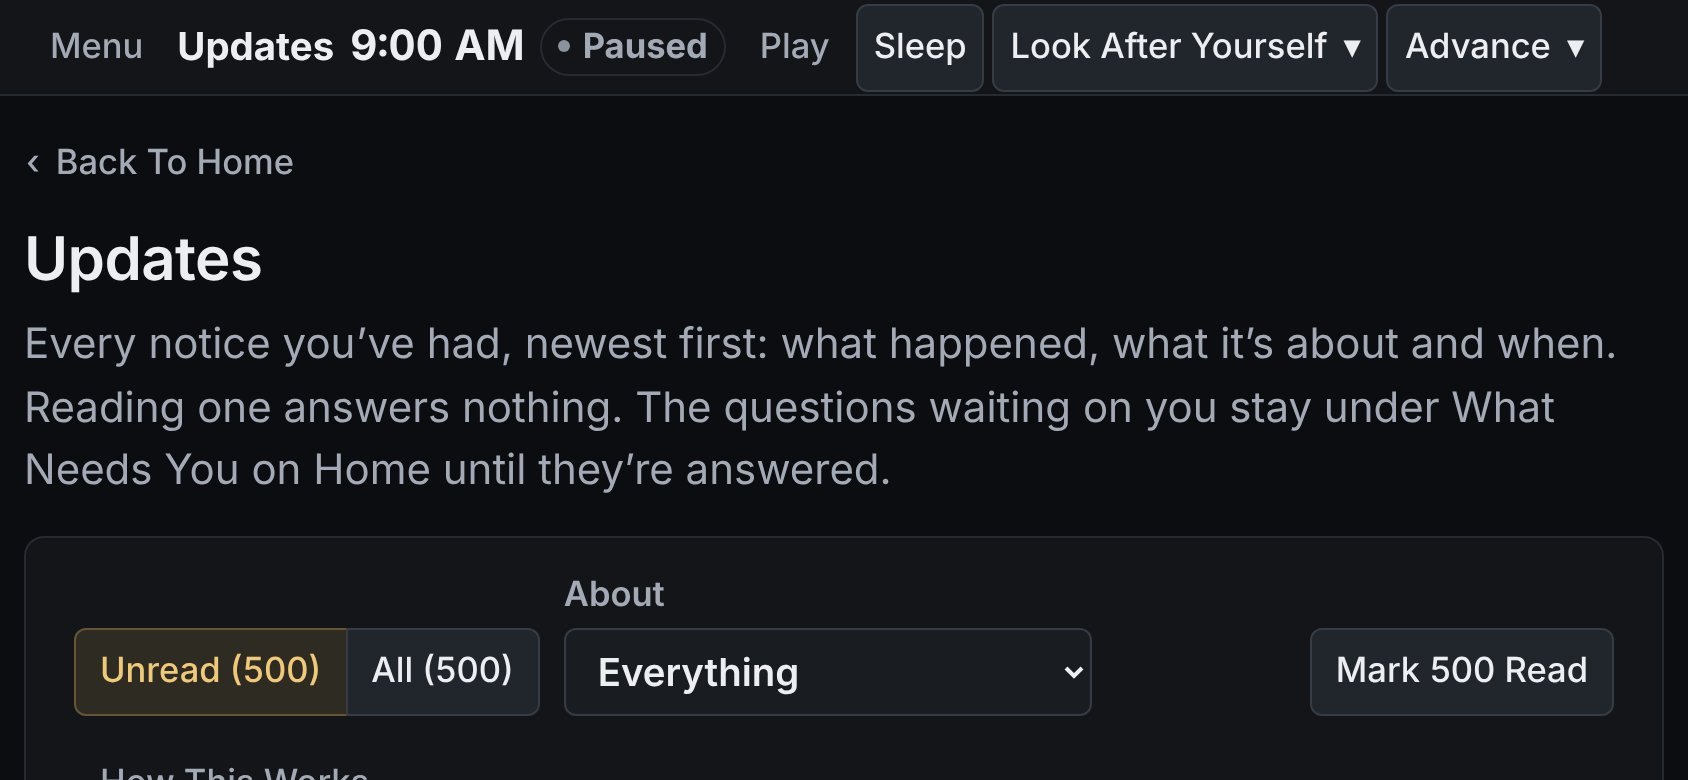 Menu Updates 9:00 AM • Paused Play Sleep Look After Yourself ▾ Advance ▾
‹ Back To Home
Updates
Every notice you’ve had, newest first: what happened, what it’s about and when.
Reading one answers nothing. The questions waiting on you stay under What
Needs You on Home until they’re answered.
About
Unread (500) All (500) Everything Mark 500 Read
How This Works